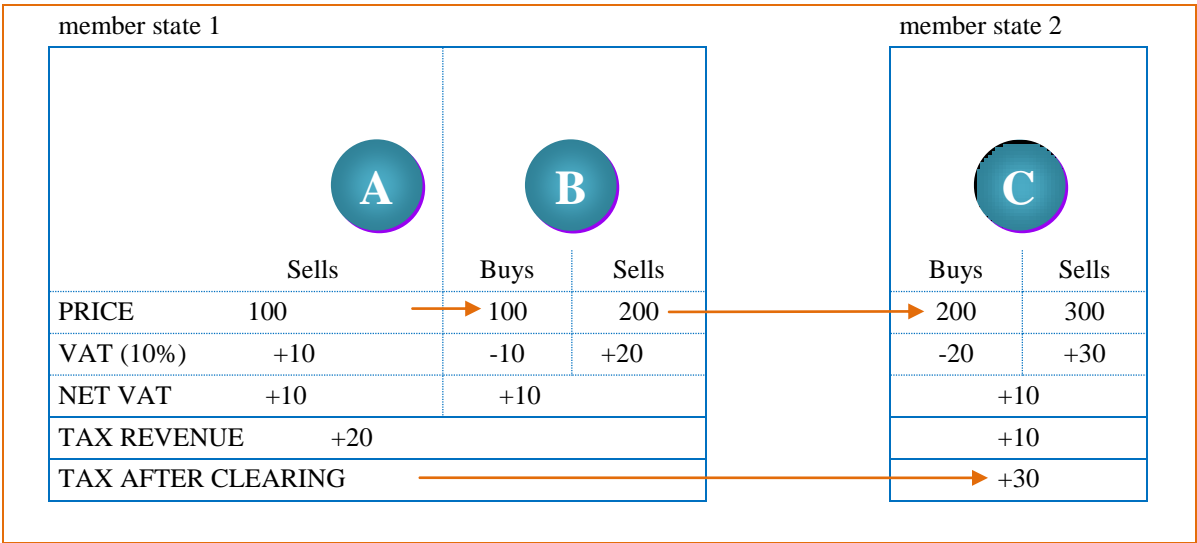 member state 1 member state 2
A B C
Sells Buys Sells Buys Sells
PRICE 100 100 200 200 300
VAT (10%) +10 -10 +20 -20 +30
NET VAT +10 +10 +10
TAX REVENUE +20 +10
TAX AFTER CLEARING +30